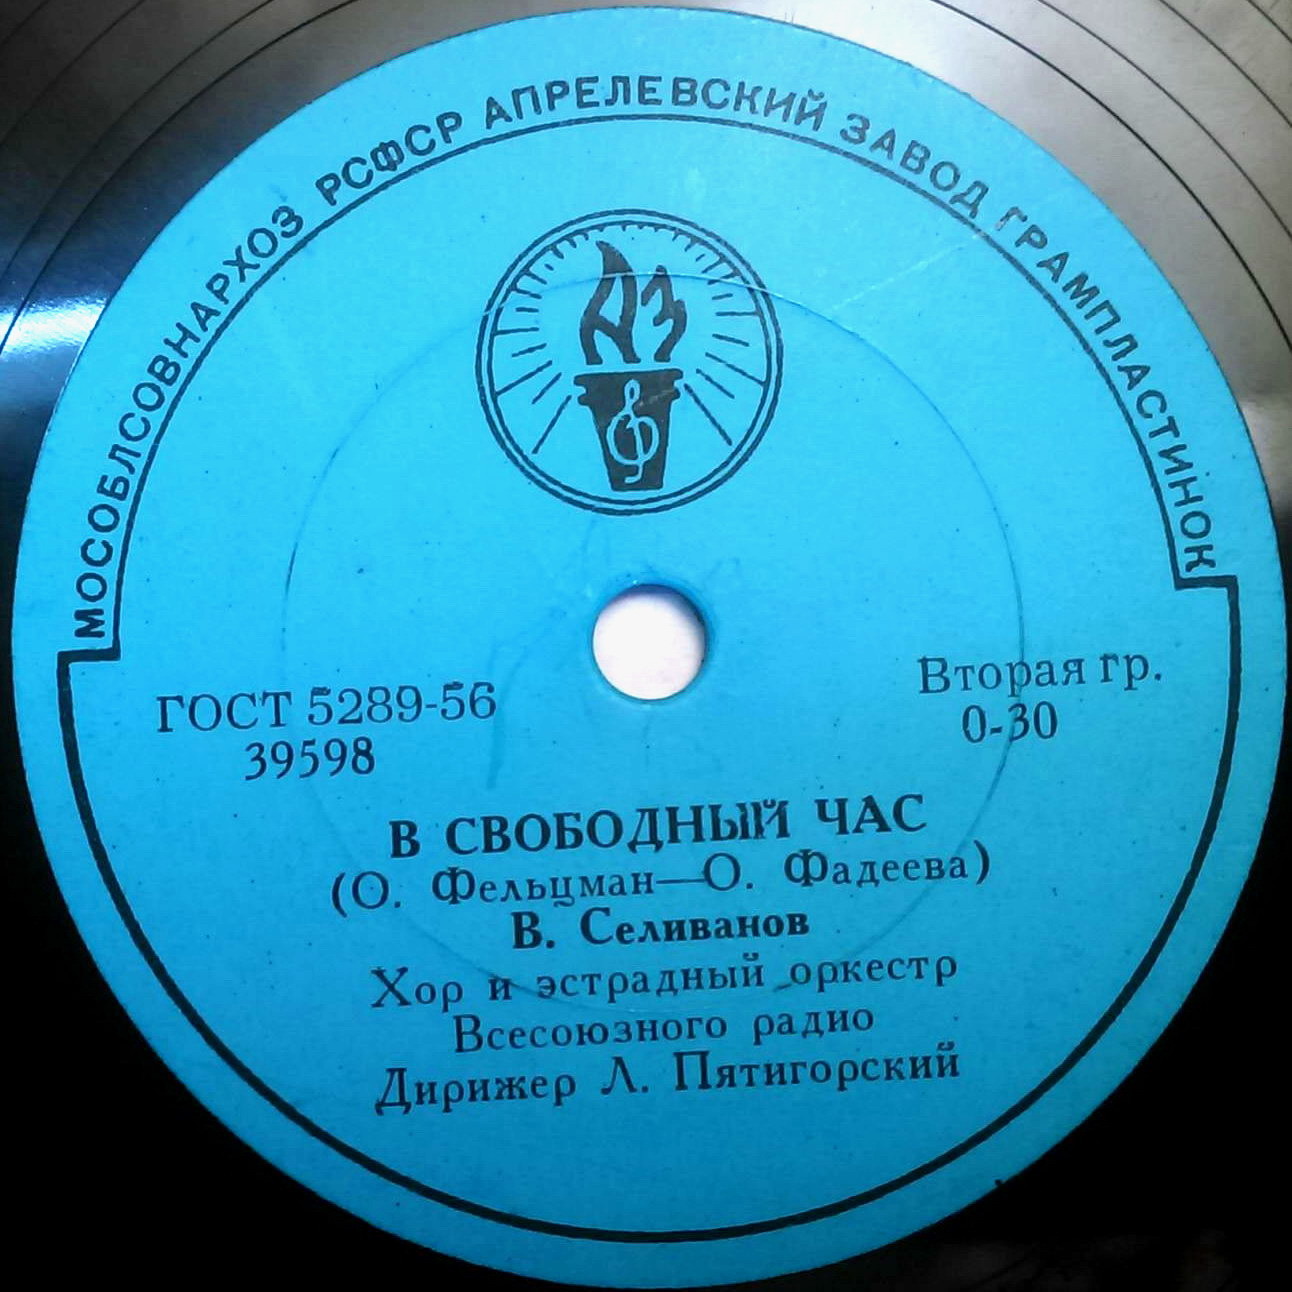 МОСОБЛСОВНАРХОЗ РСФСР АПРЕЛЕВСКИЙ ЗАВОД ГРАМПЛАСТИНОК
АЗ
ГОСТ 5289-56
39598
Вторая гр.
0-30
В СВОБОДНЫЙ ЧАС
(О. Фельцман—О. Фадеева)
В. Селиванов
Хор и эстрадный оркестр
Всесоюзного радио
Дирижер Л. Пятигорский